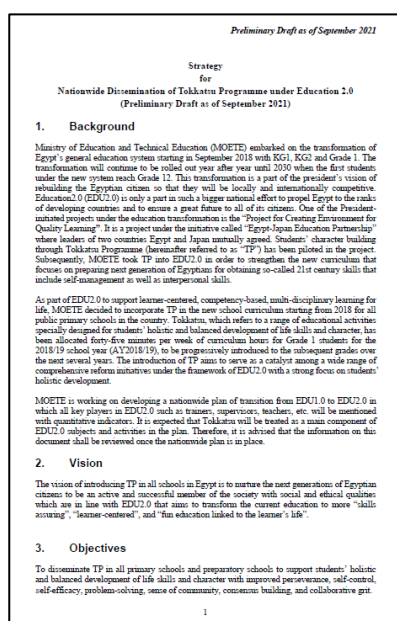 Preliminary Draft as of September 2021
Strategy
for
Nationwide Dissemination of Tokkatsu Programme under Education 2.0
(Preliminary Draft as of September 2021)
1. Background
Ministry of Education and Technical Education (MOETE) embarked on the transformation of
Egypt's general education system starting in September 2018 with KG1, KG2 and Grade 1. The
transformation will continue to be rolled out year after year until 2030 when the first students
under the new system reach Grade 12. This transformation is a part of the president's vision of
rebuilding the Egyptian citizen so that they will be locally and internationally competitive.
Education2.0 (EDU2.0) is only a part in such a bigger national effort to propel Egypt to the ranks
of developing countries and to ensure a great future to all of its citizens. One of the President-
initiated projects under the education transformation is the "Project for Creating Environment for
Quality Learning". It is a project under the initiative called "Egypt-Japan Education Partnership"
where leaders of two countries Egypt and Japan mutually agreed. Students' character building
through Tokkatsu Programme (hereinafter referred to as "TP") has been piloted in the project.
Subsequently, MOETE took TP into EDU2.0 in order to strengthen the new curriculum that
focuses on preparing next generation of Egyptians for obtaining so-called 21st century skills that
include self-management as well as interpersonal skills.
As part of EDU2.0 to support learner-centered, competency-based, multi-disciplinary learning for
life, MOETE decided to incorporate TP in the new school curriculum starting from 2018 for all
public primary schools in the country. Tokkatsu, which refers to a range of educational activities
specially designed for students' holistic and balanced development of life skills and character, has
been allocated forty-five minutes per week of curriculum hours for Grade 1 students for the
2018/19 school year (AY2018/19), to be progressively introduced to the subsequent grades over
the next several years. The introduction of TP aims to serve as a catalyst among a wide range of
comprehensive reform initiatives under the framework of EDU2.0 with a strong focus on students'
holistic development.
MOETE is working on developing a nationwide plan of transition from EDU1.0 to EDU2.0 in
which all key players in EDU2.0 such as trainers, supervisors, teachers, etc. will be mentioned
with quantitative indicators. It is expected that Tokkatsu will be treated as a main component of
EDU2.0 subjects and activities in the plan. Therefore, it is advised that the information on this
document shall be reviewed once the nationwide plan is in place.
2. Vision
The vision of introducing TP in all schools in Egypt is to nurture the next generations of Egyptian
citizens to be an active and successful member of the society with social and ethical qualities
which are in line with EDU2.0 that aims to transform the current education to more "skills
assuring", "learner-centered", and "fun education linked to the learner's life".
3. Objectives
To disseminate TP in all primary schools and preparatory schools to support students' holistic
and balanced development of life skills and character with improved perseverance, self-control,
self-efficacy, problem-solving, sense of community, consensus building, and collaborative grit.
1